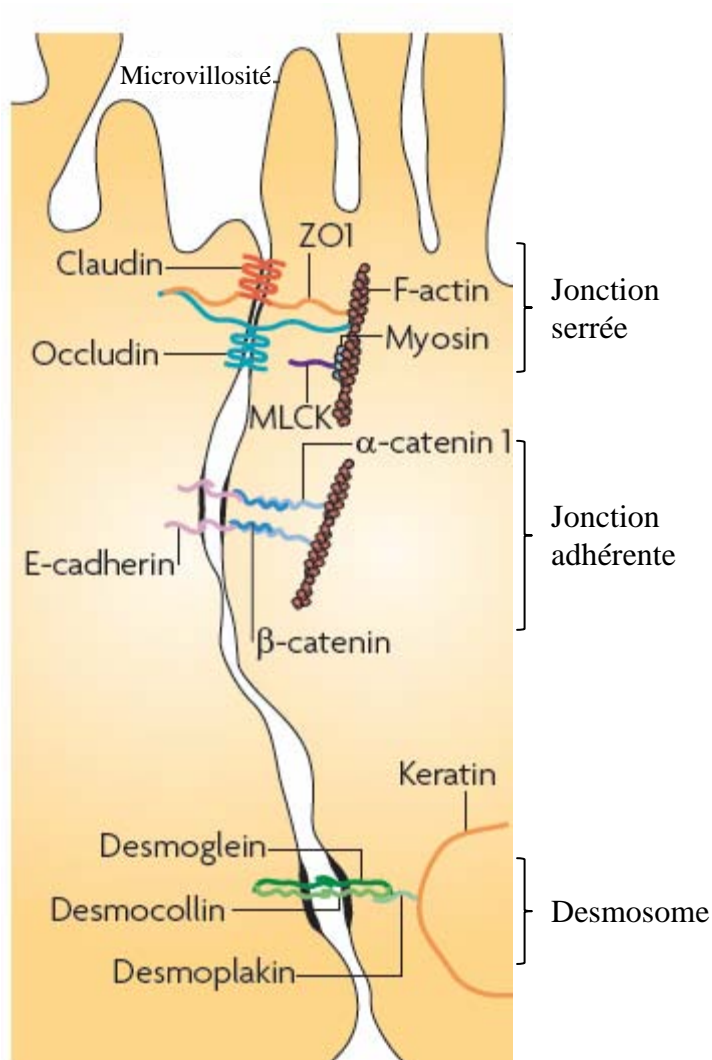 Microvillosité
ZO1
Claudin
F-actin
Jonction
serrée
Myosin
Occludin
MLCK
α-catenin 1
Jonction
adhérente
E-cadherin
β-catenin
Keratin
Desmoglein
Desmocollin
Desmosome
Desmoplakin